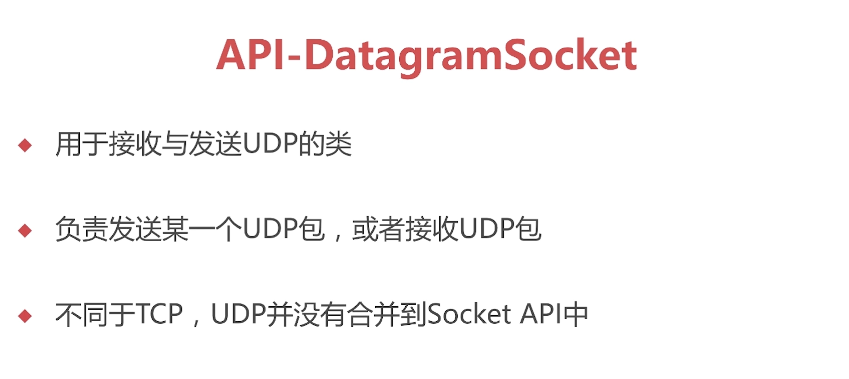 API-DatagramSocket
用于接收与发送UDP的类
负责发送某一个UDP包，或者接收UDP包
不同于TCP，UDP并没有合并到Socket API中